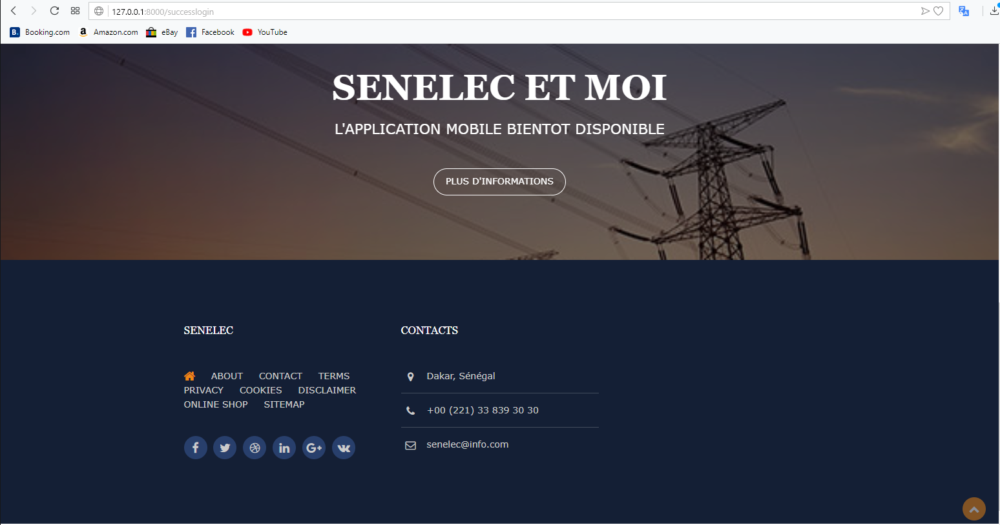 127.0.0.1:8000/successlogin
Booking.com Amazon.com eBay Facebook YouTube
SENELEC ET MOI
L'APPLICATION MOBILE BIENTOT DISPONIBLE
PLUS D'INFORMATIONS
SENELEC
ABOUT CONTACT TERMS
PRIVACY COOKIES DISCLAIMER
ONLINE SHOP SITEMAP
CONTACTS
Dakar, Sénégal
+00 (221) 33 839 30 30
senelec@info.com